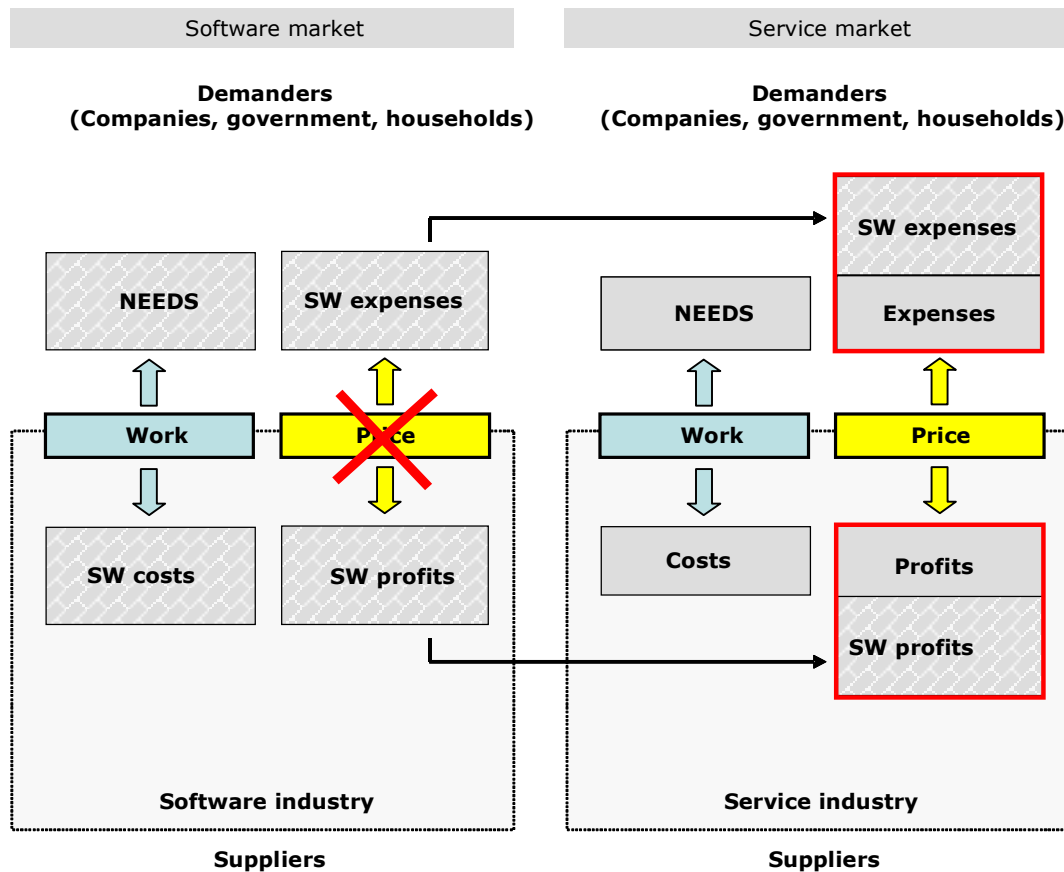 Software market
Service market
Demanders
(Companies, government, households)
Demanders
(Companies, government, households)
NEEDS
SW expenses
NEEDS
SW expenses
Expenses
Work
Price
Work
Price
SW costs
SW profits
Costs
Profits
SW profits
Software industry
Service industry
Suppliers
Suppliers